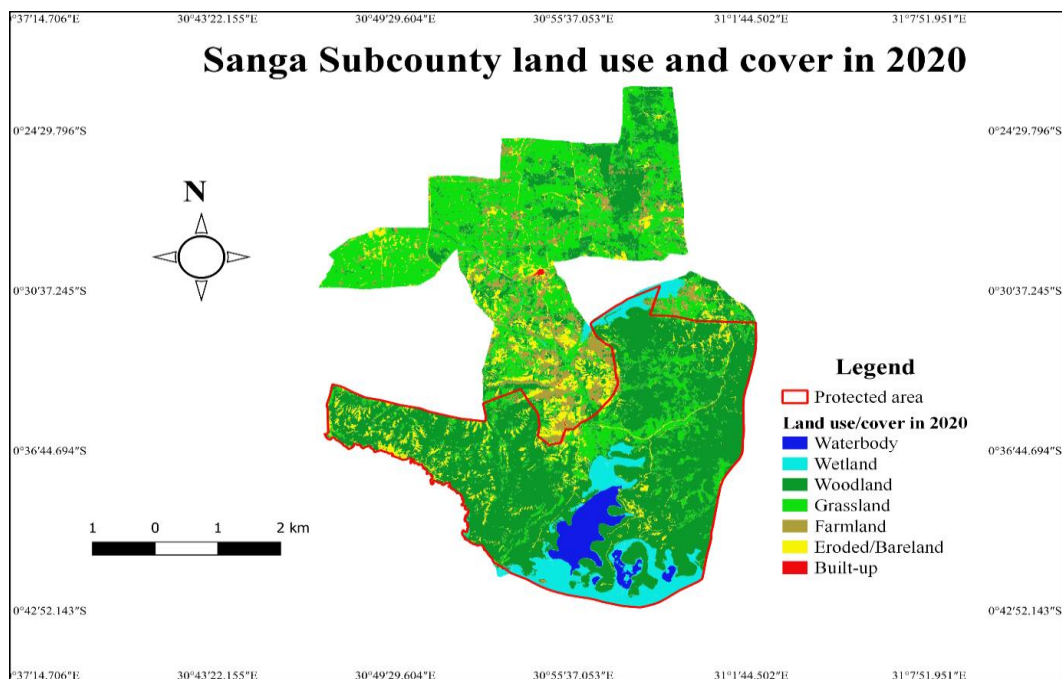 °37'14.706"E 30°43'22.155"E 30°49'29.604"E 30°55'37.053"E 31°1'44.502"E 31°7'51.951"E
Sanga Subcounty land use and cover in 2020
0°24'29.796"S 0°24'29.796"S
N
0°30'37.245"S 0°30'37.245"S
Legend
Protected area
Land use/cover in 2020
0°36'44.694"S 0°36'44.694"S
Waterbody
Wetland
Woodland
Grassland
Farmland
Eroded/Bareland
Built-up
1 0 1 2 km
0°42'52.143"S 0°42'52.143"S
°37'14.706"E 30°43'22.155"E 30°49'29.604"E 30°55'37.053"E 31°1'44.502"E 31°7'51.951"E